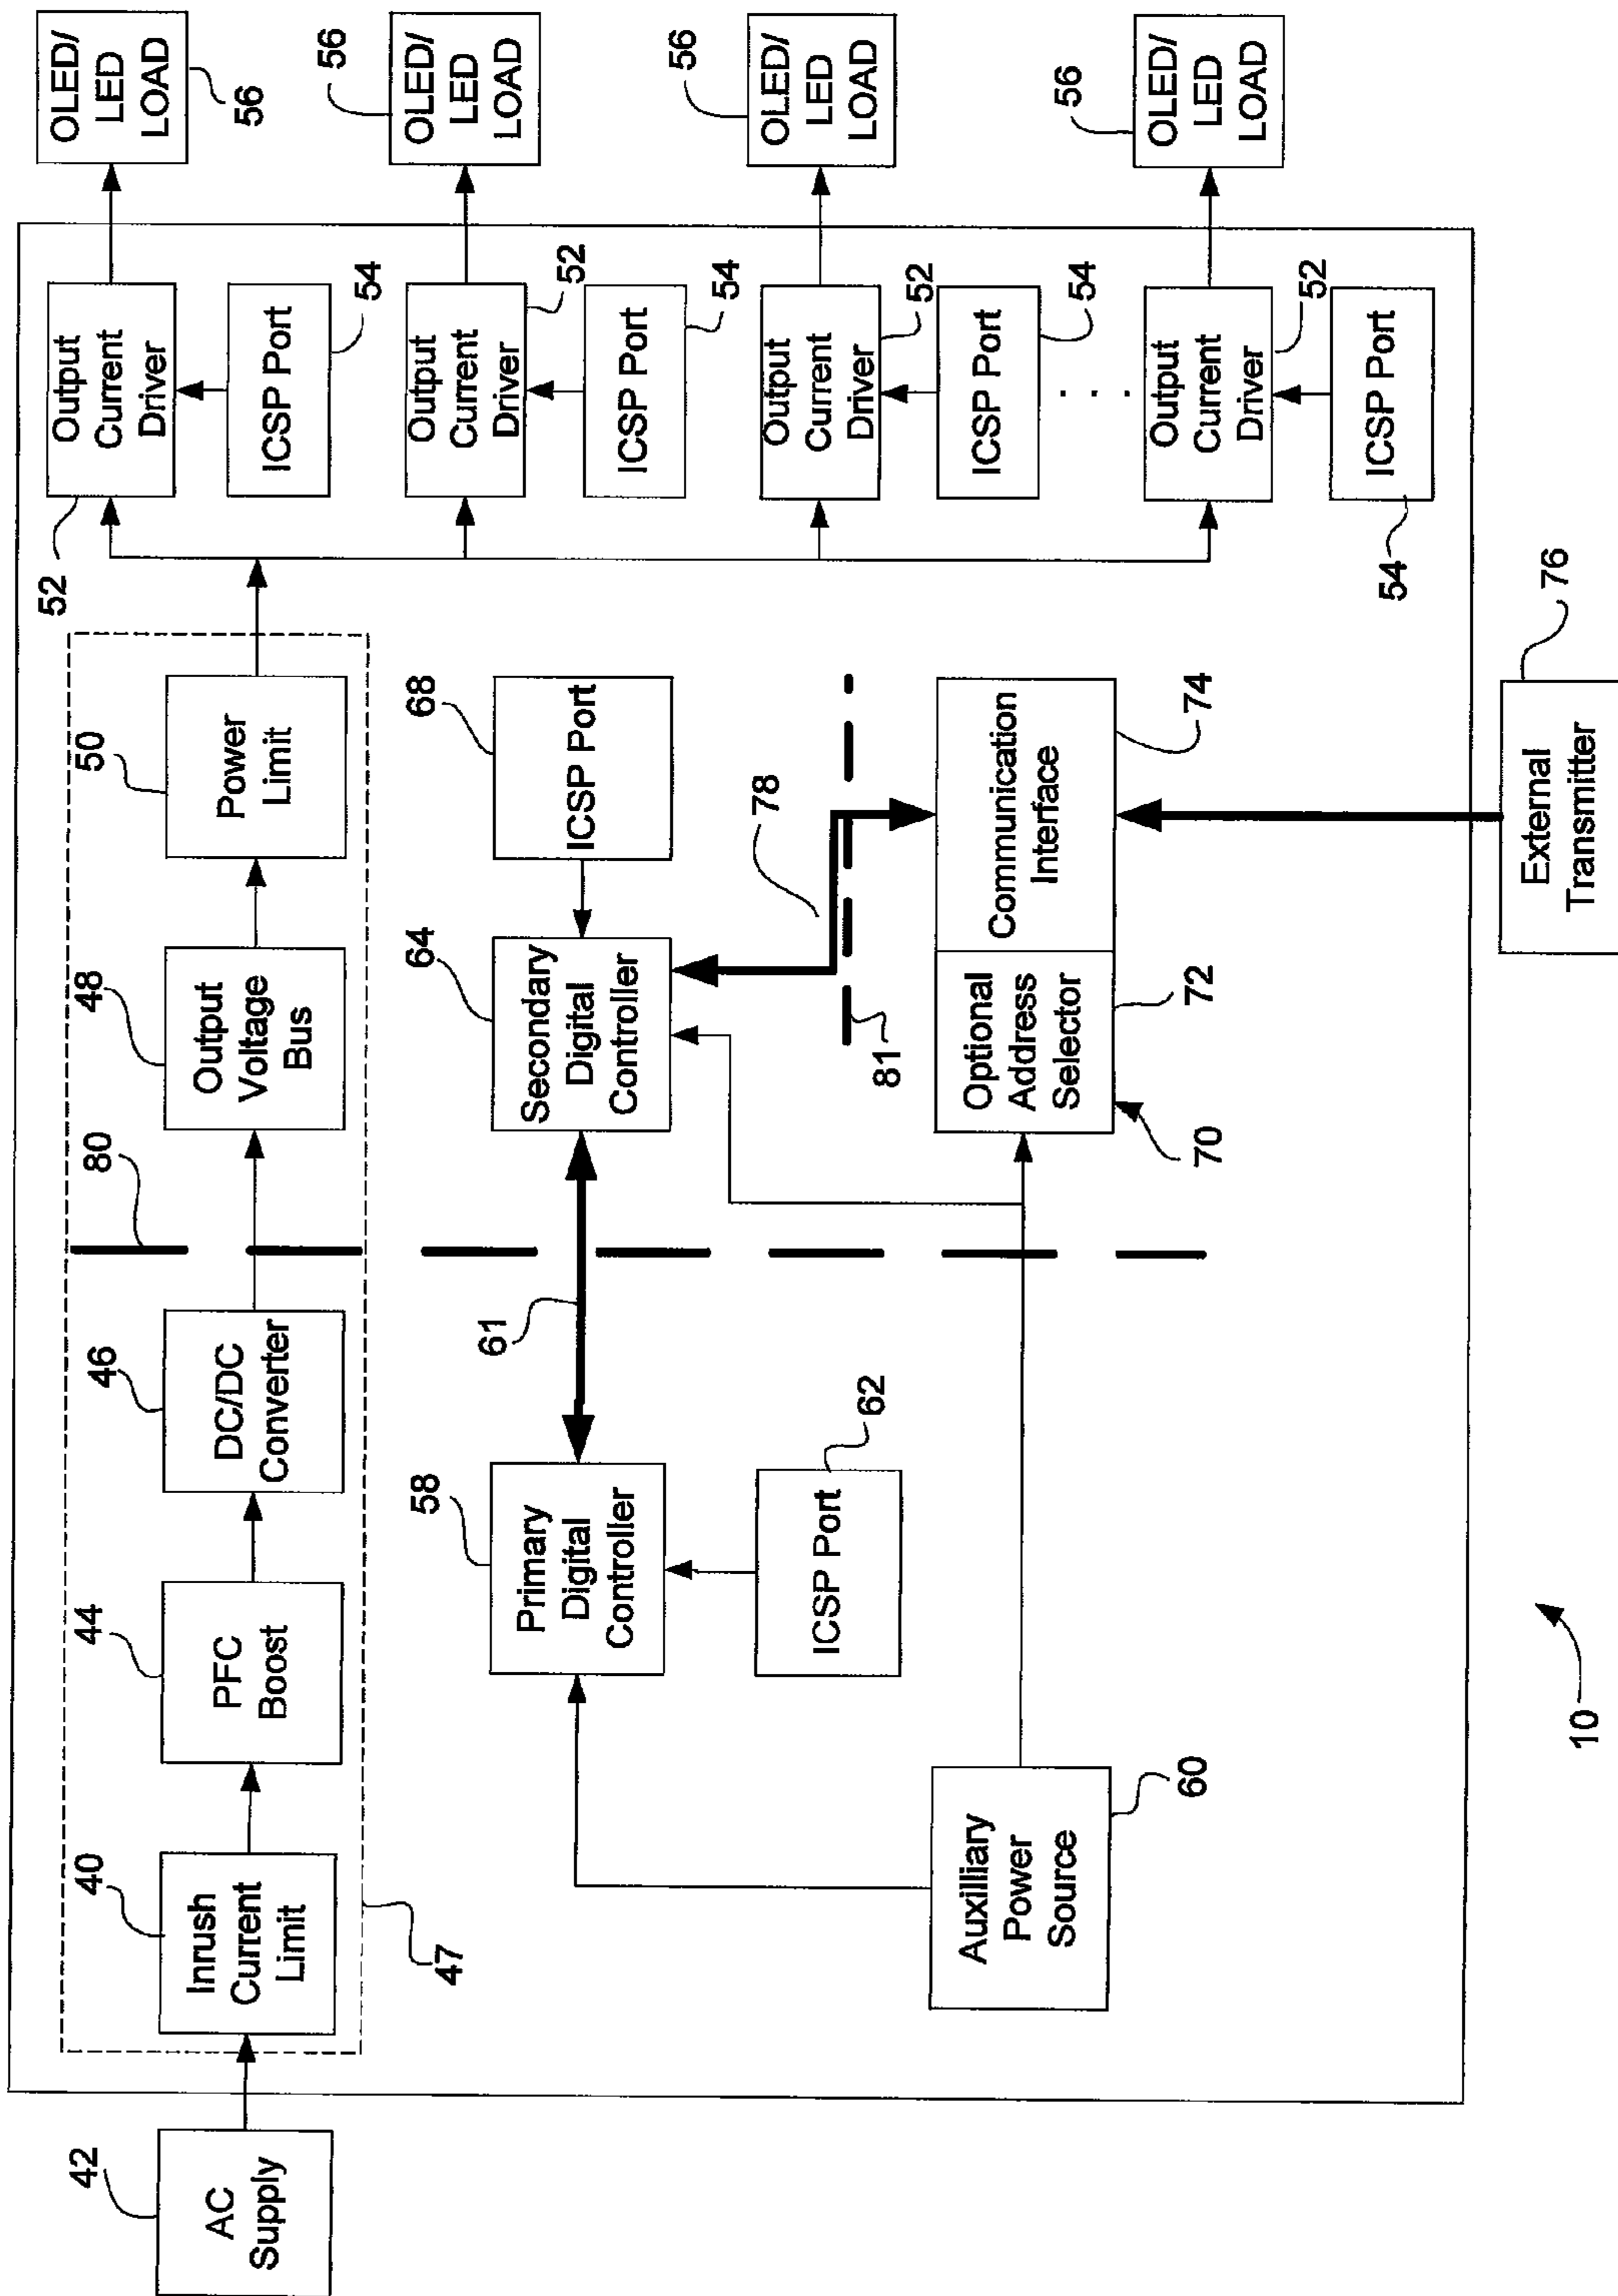 42
AC
Supply
40
Inrush
Current
Limit
44
PFC
Boost
46
DC/DC
Converter
47
80
48
Output
Voltage
Bus
50
Power
Limit
52
Output
Current
Driver
ICSP Port
54
OLED/
LED
LOAD
56
Output
Current
Driver
52
ICSP Port
54
OLED/
LED
LOAD
56
Output
Current
Driver
52
ICSP Port
54
OLED/
LED
LOAD
56
. . .
Output
Current
Driver
52
ICSP Port
54
OLED/
LED
LOAD
56
58
Primary
Digital
Controller
61
ICSP Port
62
64
Secondary
Digital
Controller
68
ICSP Port
78
81
Auxilliary
Power
Source
60
Optional
Address
Selector
72
70
Communication
Interface
74
External
Transmitter
76
10